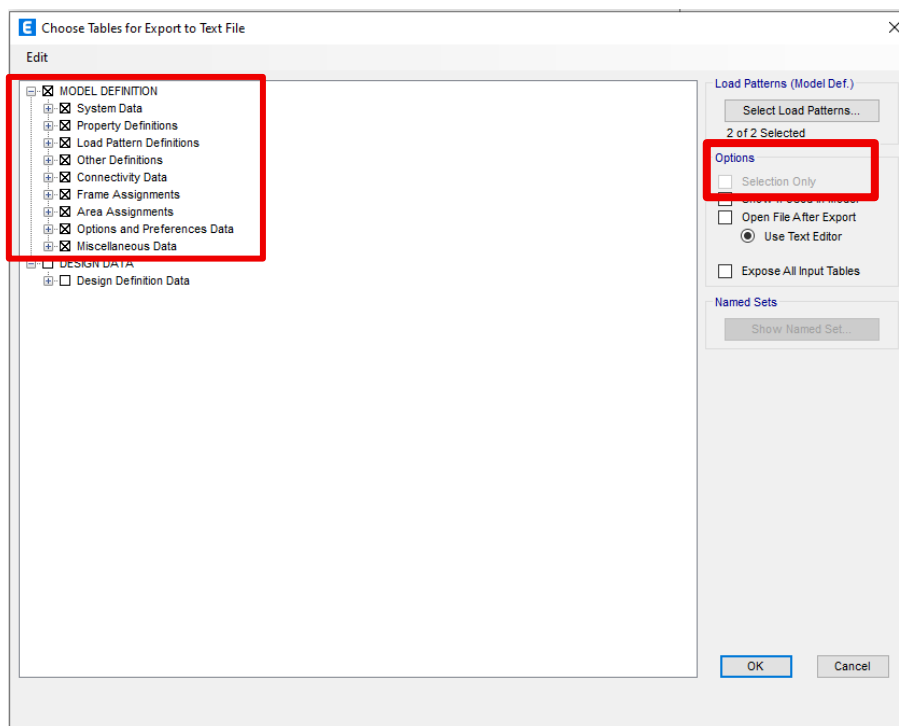 E Choose Tables for Export to Text File
Edit
MODEL DEFINITION
System Data
Property Definitions
Load Pattern Definitions
Other Definitions
Connectivity Data
Frame Assignments
Area Assignments
Options and Preferences Data
Miscellaneous Data
DESIGN DATA
Design Definition Data
Load Patterns (Model Def.)
Select Load Patterns...
2 of 2 Selected
Options
Selection Only
Open File After Export
Use Text Editor
Expose All Input Tables
Named Sets
Show Named Set...
OK
Cancel